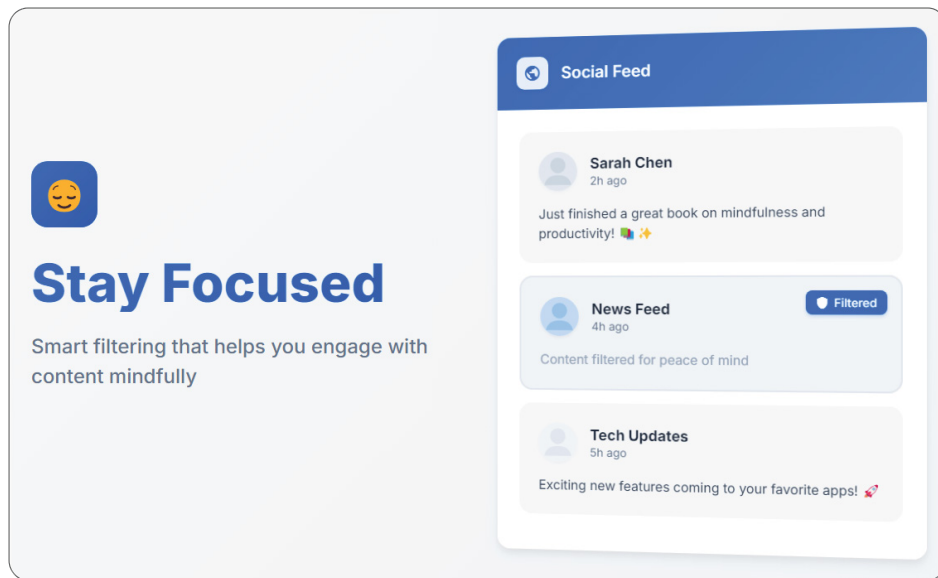 Stay Focused
Smart filtering that helps you engage with
content mindfully
Social Feed
Sarah Chen
2h ago
Just finished a great book on mindfulness and
productivity! 📚 ✨
News Feed
4h ago
Filtered
Content filtered for peace of mind
Tech Updates
5h ago
Exciting new features coming to your favorite apps! 🚀